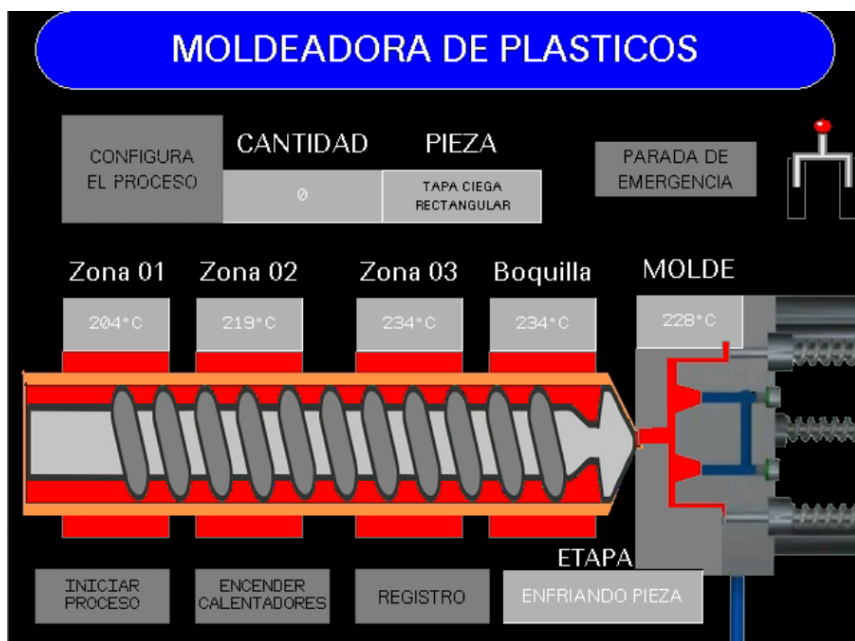 MOLDEADORA DE PLASTICOS
CONFIGURA
EL PROCESO
CANTIDAD
0
PIEZA
TAPA CIEGA
RECTANGULAR
PARADA DE
EMERGENCIA
Zona 01
Zona 02
Zona 03
Boquilla
MOLDE
204°C
219°C
234°C
234°C
228°C
ETAPA
INICIAR
PROCESO
ENCENDER
CALENTADORES
REGISTRO
ENFRIANDO PIEZA